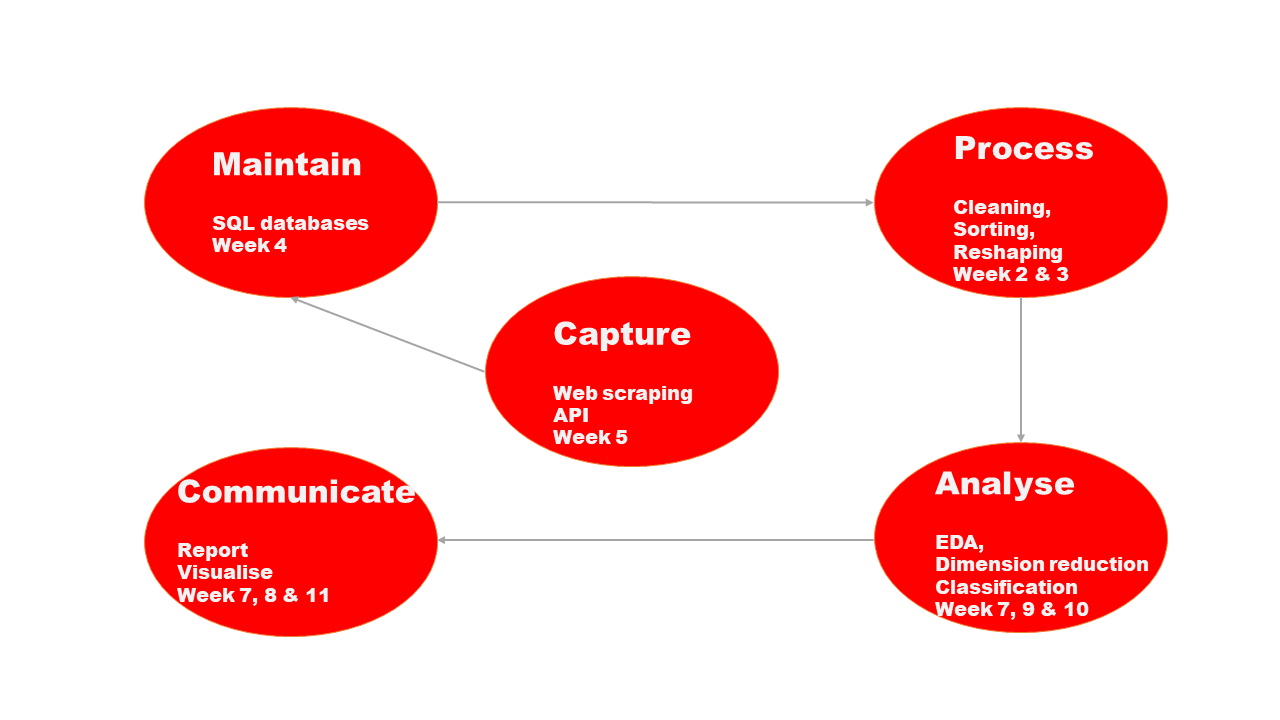 Maintain
SQL databases
Week 4
Process
Cleaning,
Sorting,
Reshaping
Week 2 & 3
Capture
Web scraping
API
Week 5
Communicate
Report
Visualise
Week 7, 8 & 11
Analyse
EDA,
Dimension reduction
Classification
Week 7, 9 & 10